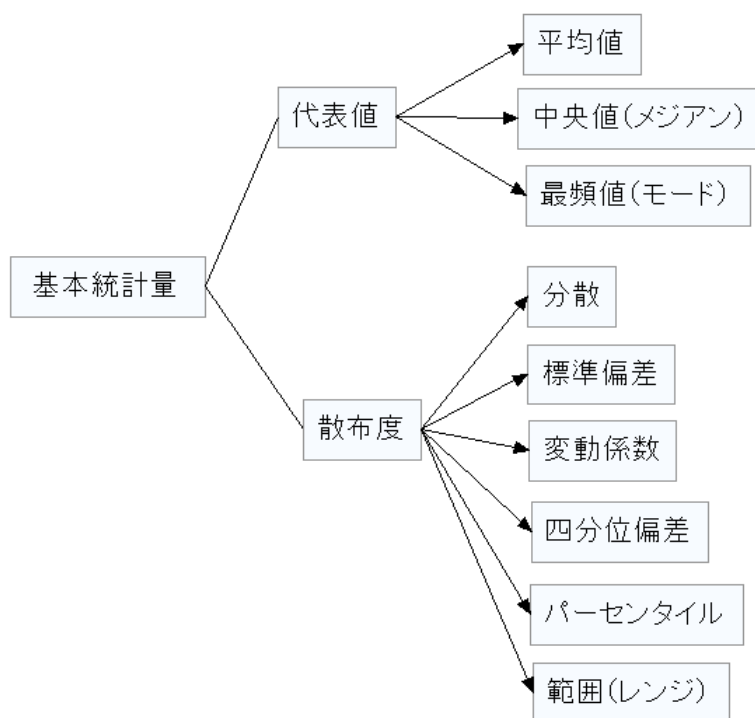 基本統計量
代表値
平均値
中央値(メジアン)
最頻値(モード)
散布度
分散
標準偏差
変動係数
四分位偏差
パーセンタイル
範囲(レンジ)